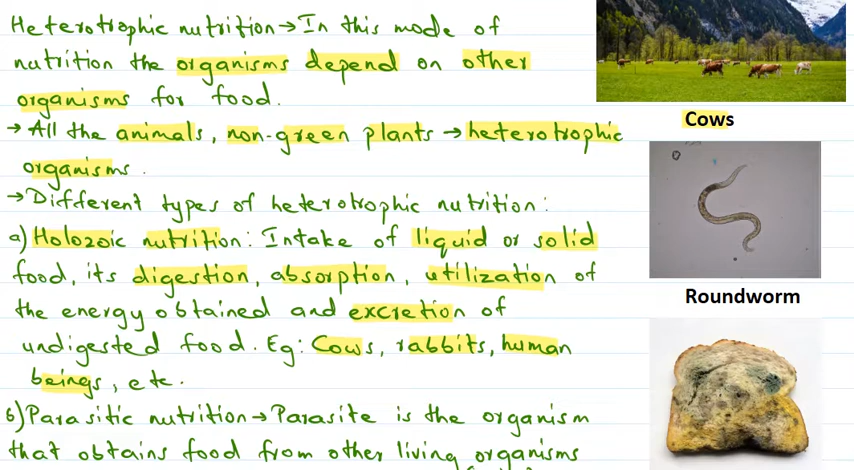 Heterotrophic nutrition → In this mode of
nutrition the organisms depend on other
organisms for food.
→ All the animals, non-green plants → heterotrophic
organisms.
→ Different types of heterotrophic nutrition:
a) Holozoic nutrition: Intake of liquid or solid
food, its digestion, absorption, utilization of
the energy obtained and excretion of
undigested food. Eg: Cows, rabbits, human
beings, etc.
b) Parasitic nutrition → Parasite is the organism
that obtains food from other living organisms
Cows
Roundworm